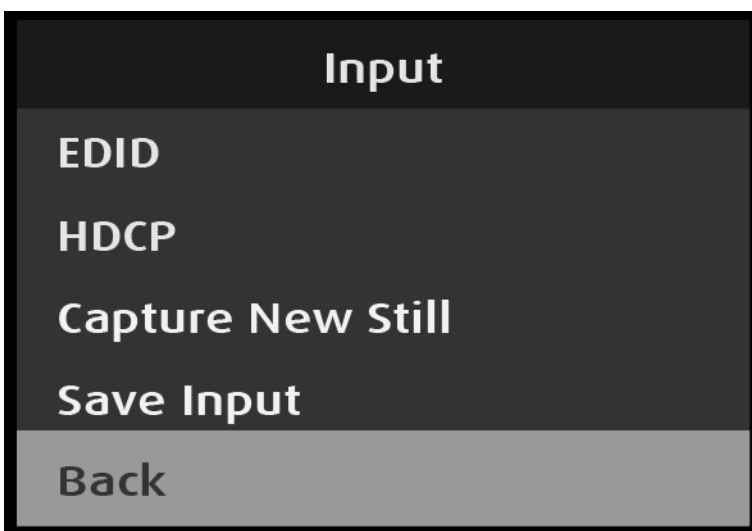 Input
EDID
HDCP
Capture New Still
Save Input
Back